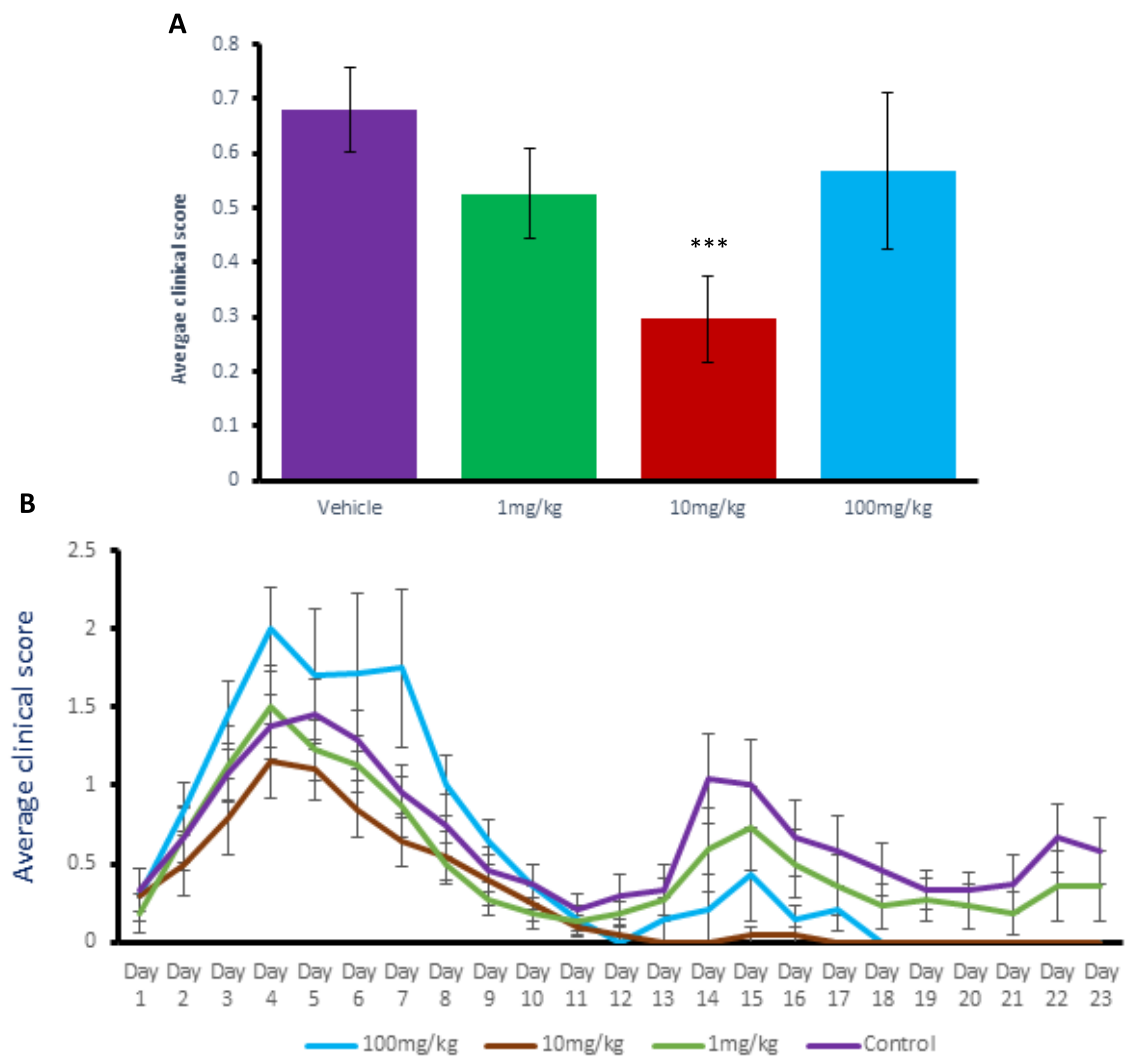 A
0.8
0.7
0.6
0.5
0.4
0.3
0.2
0.1
0
Avergae clinical score
***
Vehicle 1mg/kg 10mg/kg 100mg/kg
B
2.5
2
1.5
1
0.5
0
Average clinical score
Day Day Day Day Day Day Day Day Day Day Day Day Day Day Day Day Day Day Day Day Day Day Day
1 2 3 4 5 6 7 8 9 10 11 12 13 14 15 16 17 18 19 20 21 22 23
100mg/kg 10mg/kg 1mg/kg Control